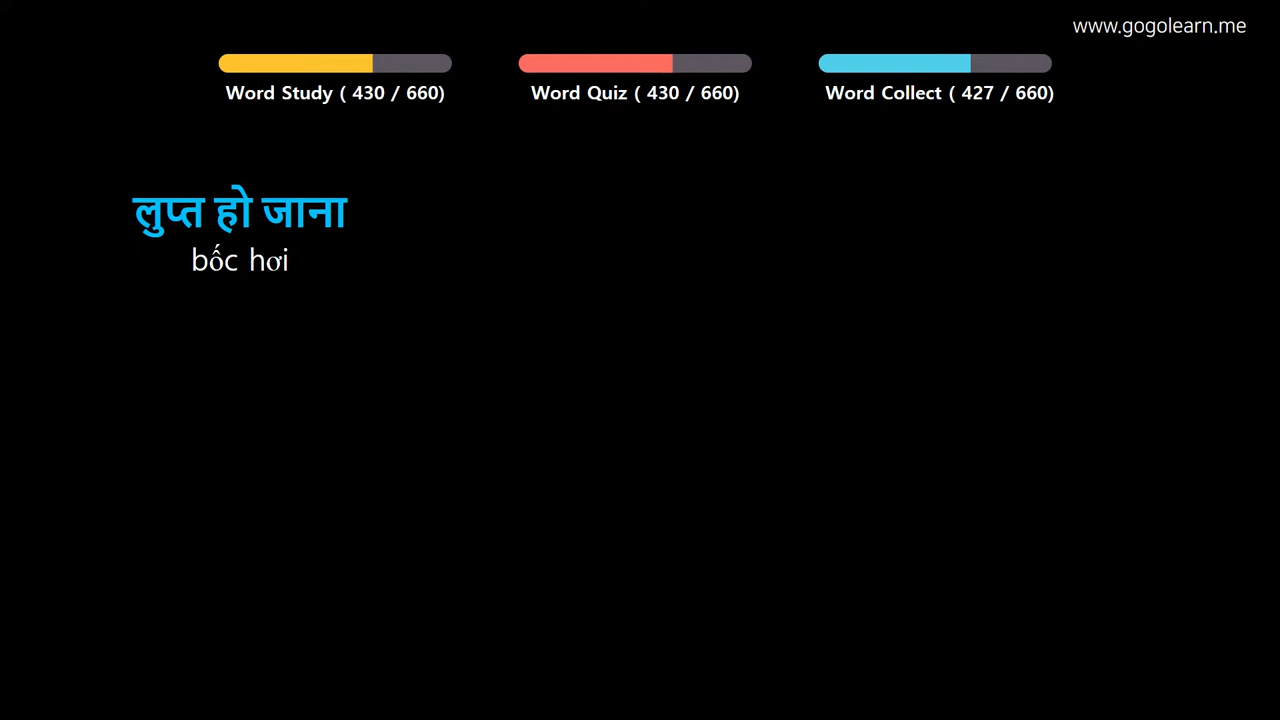 www.gogolearn.me
Word Study ( 430 / 660)
Word Quiz ( 430 / 660)
Word Collect ( 427 / 660)
लुप्त हो जाना
bốc hơi